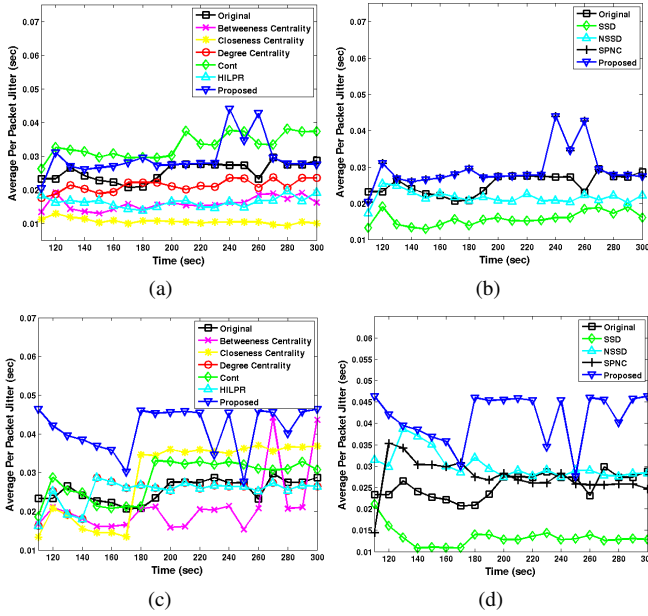 0.07
0.06
0.05
0.04
0.03
0.02
0.01
Average Per Packet Jitter (sec)
120 140 160 180 200 220 240 260 280 300
Time (sec)
Original
Betweeness Centrality
Closeness Centrality
Degree Centrality
Cont
HILPR
Proposed
(a)
0.07
0.06
0.05
0.04
0.03
0.02
0.01
Average Per Packet Jitter (sec)
120 140 160 180 200 220 240 260 280 300
Time (sec)
Original
SSD
NSSD
SPNC
Proposed
(b)
0.07
0.06
0.05
0.04
0.03
0.02
0.01
Average Per Packet Jitter (sec)
120 140 160 180 200 220 240 260 280 300
Time (sec)
Original
Betweeness Centrality
Closeness Centrality
Degree Centrality
Cont
HILPR
Proposed
(c)
0.06
0.055
0.05
0.045
0.04
0.035
0.03
0.025
0.02
0.015
0.01
Average Per Packet Jitter (sec)
120 140 160 180 200 220 240 260 280 300
Time (sec)
Original
SSD
NSSD
SPNC
Proposed
(d)